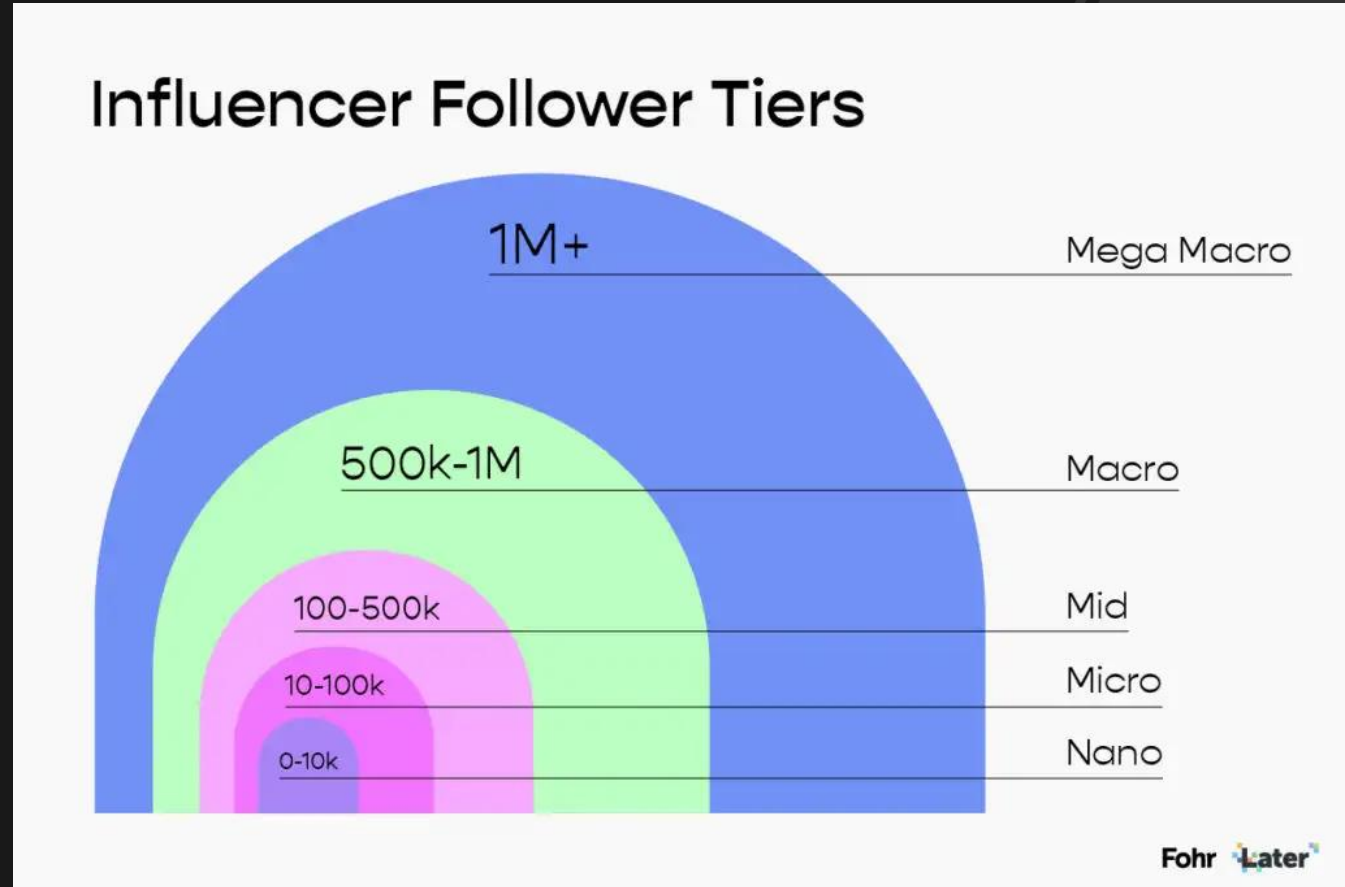 Influencer Follower Tiers
1M+ Mega Macro
500k-1M Macro
100-500k Mid
10-100k Micro
0-10k Nano
Fohr Later